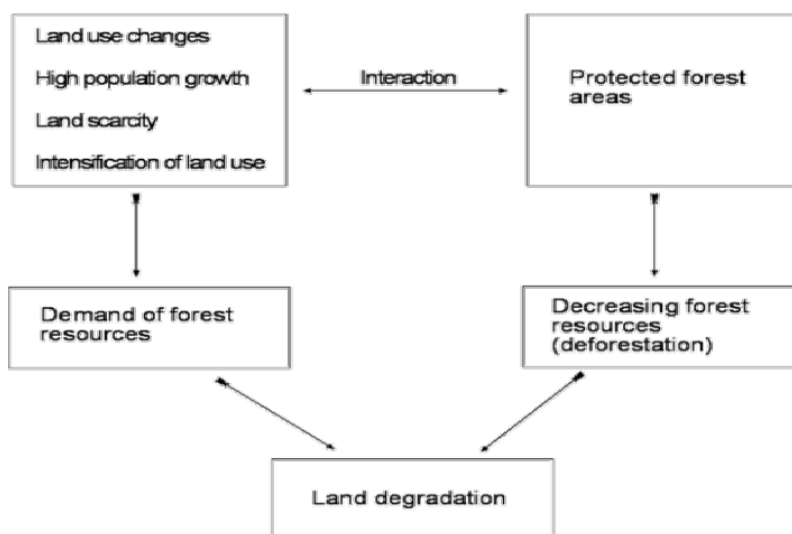 Land use changes
High population growth
Land scarcity
Intensification of land use
Interaction
Protected forest
areas
Demand of forest
resources
Decreasing forest
resources
(deforestation)
Land degradation